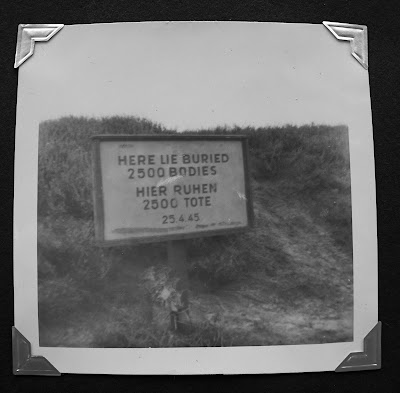 HERE LIE BURIED
2500 BODIES
HIER RUHEN
2500 TOTE
25.4.45.